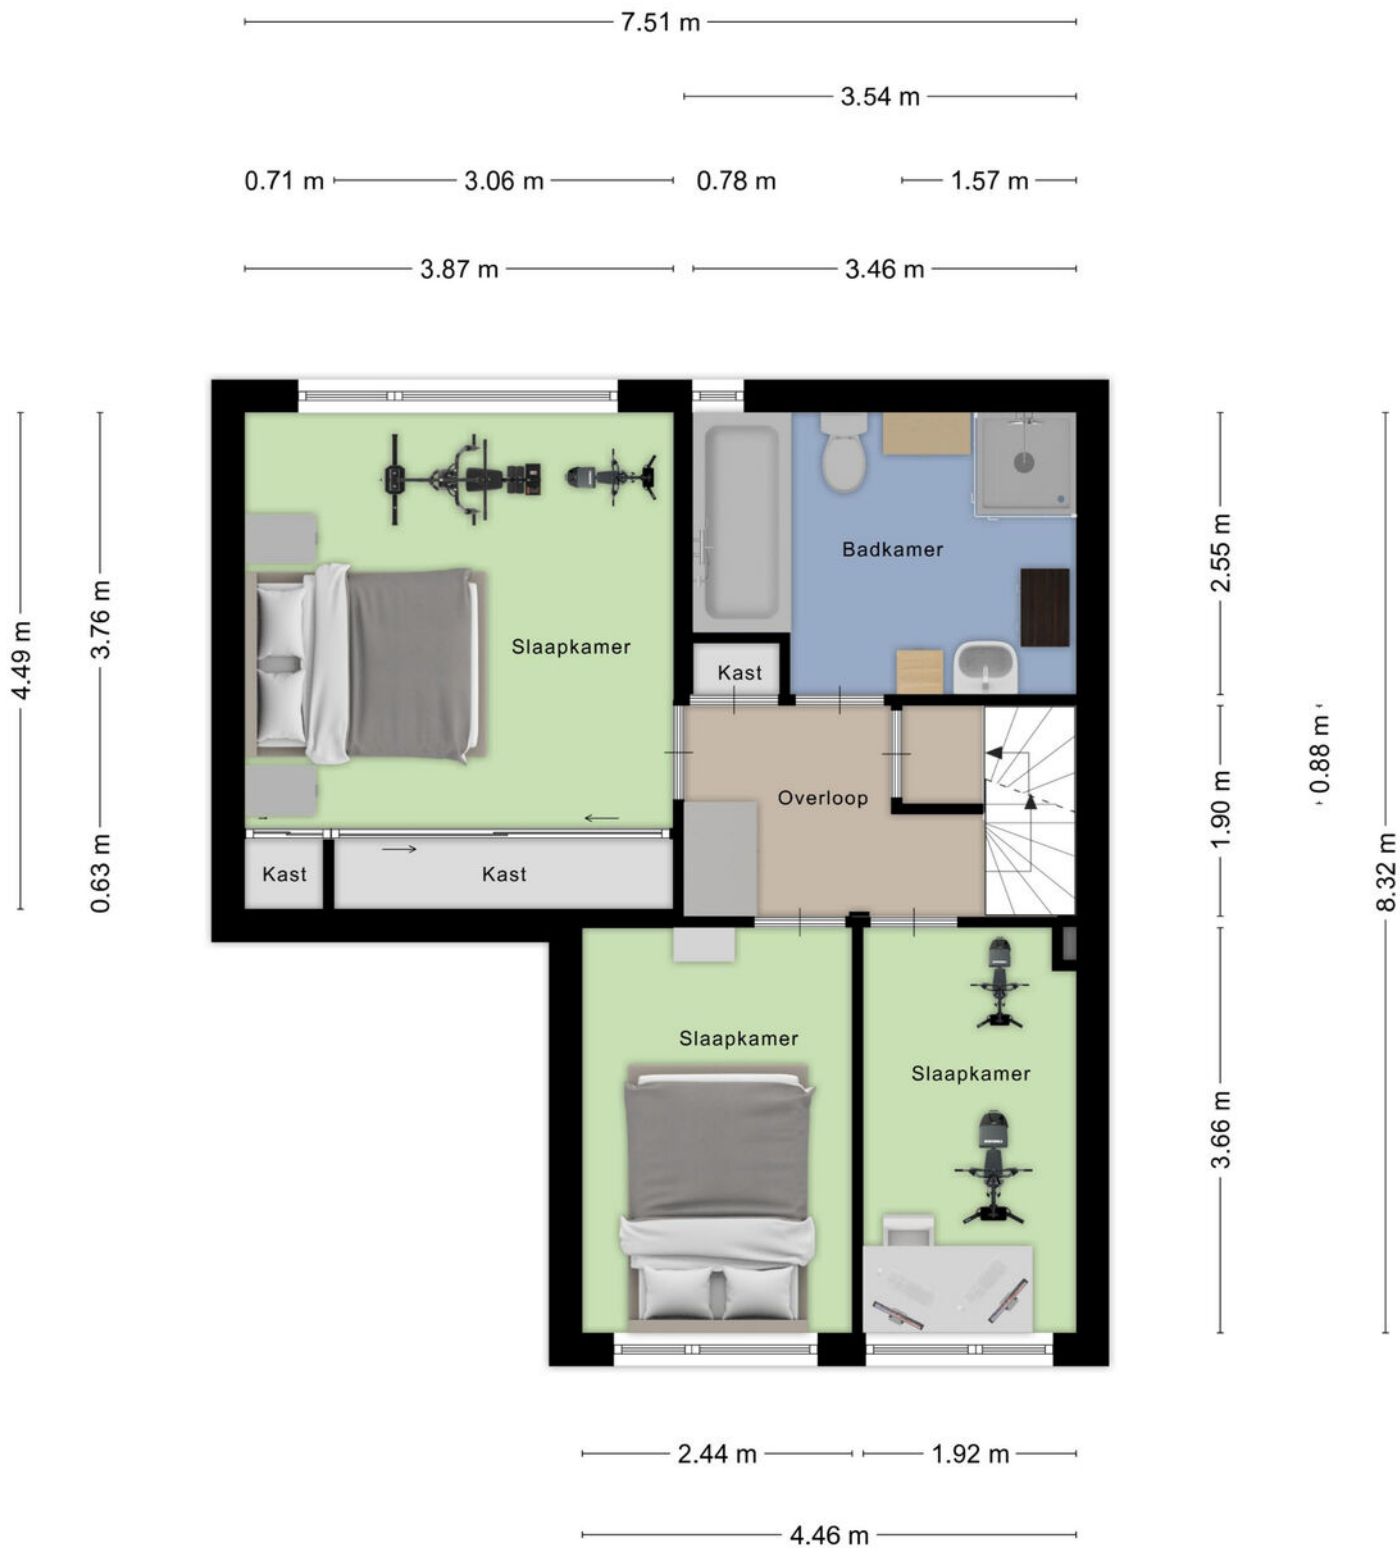 7.51 m
3.54 m
0.71 m
3.06 m
0.78 m
1.57 m
3.87 m
3.46 m
4.49 m
3.76 m
0.63 m
2.55 m
1.90 m
0.88 m
3.66 m
8.32 m
Badkamer
Slaapkamer
Kast
Overloop
Kast
Kast
Slaapkamer
Slaapkamer
2.44 m
1.92 m
4.46 m